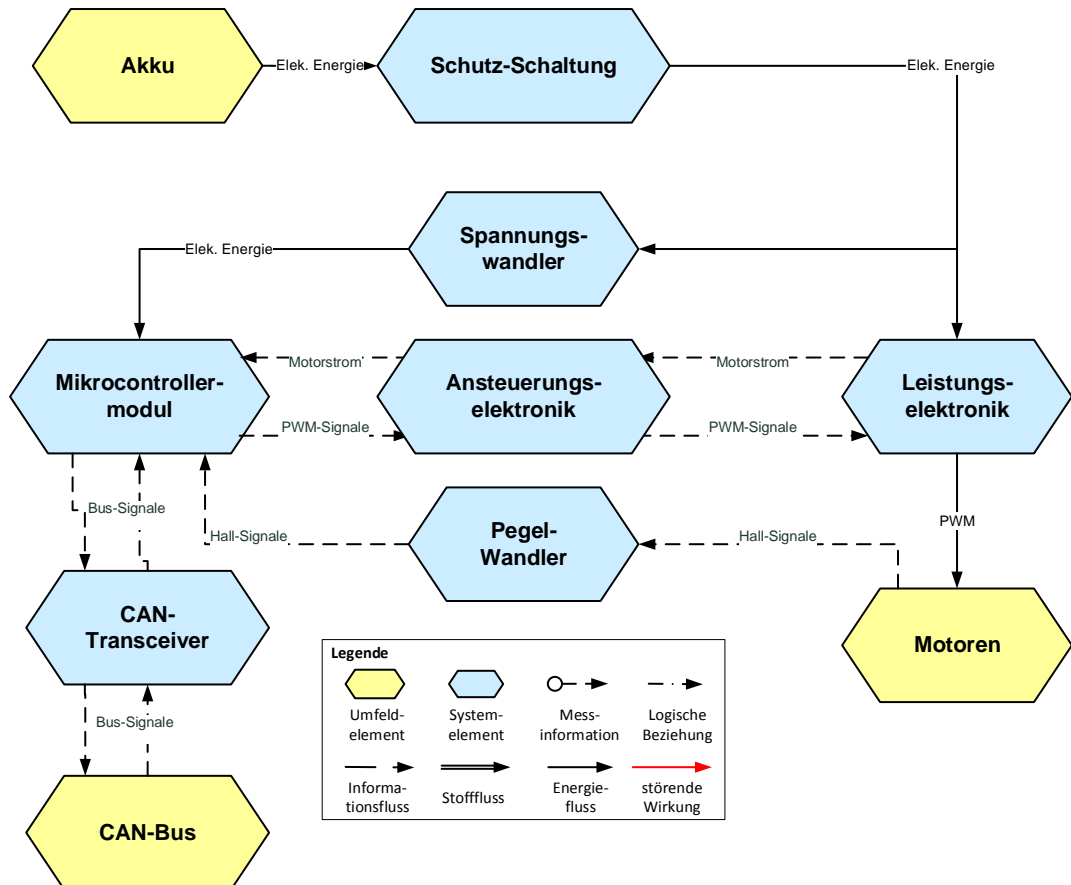 Akku
Elek. Energie
Schutz-Schaltung
Elek. Energie
Spannungs-
wandler
Elek. Energie
Mikrocontroller-
modul
Motorstrom
Ansteuerungs-
elektronik
Motorstrom
Leistungs-
elektronik
PWM-Signale
PWM-Signale
Bus-Signale
Hall-Signale
Pegel-
Wandler
Hall-Signale
PWM
CAN-
Transceiver
Motoren
Bus-Signale
CAN-Bus
Legende
Umfeld-
element
System-
element
Mess-
information
Logische
Beziehung
Informa-
tionsfluss
Stofffluss
Energie-
fluss
störende
Wirkung